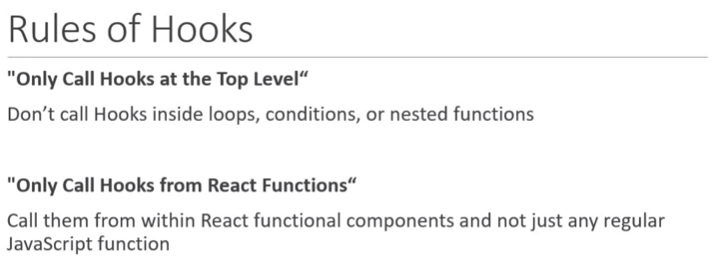 Rules of Hooks
"Only Call Hooks at the Top Level“
Don’t call Hooks inside loops, conditions, or nested functions
"Only Call Hooks from React Functions“
Call them from within React functional components and not just any regular
JavaScript function